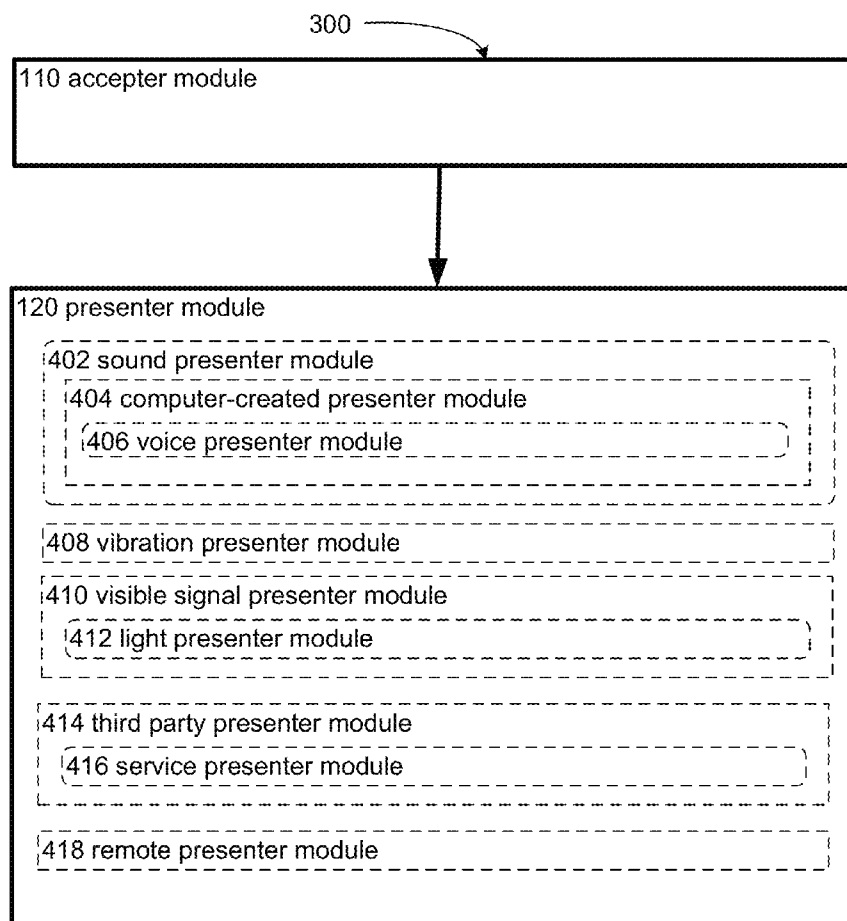 300
110 accepter module
120 presenter module
402 sound presenter module
404 computer-created presenter module
406 voice presenter module
408 vibration presenter module
410 visible signal presenter module
412 light presenter module
414 third party presenter module
416 service presenter module
418 remote presenter module